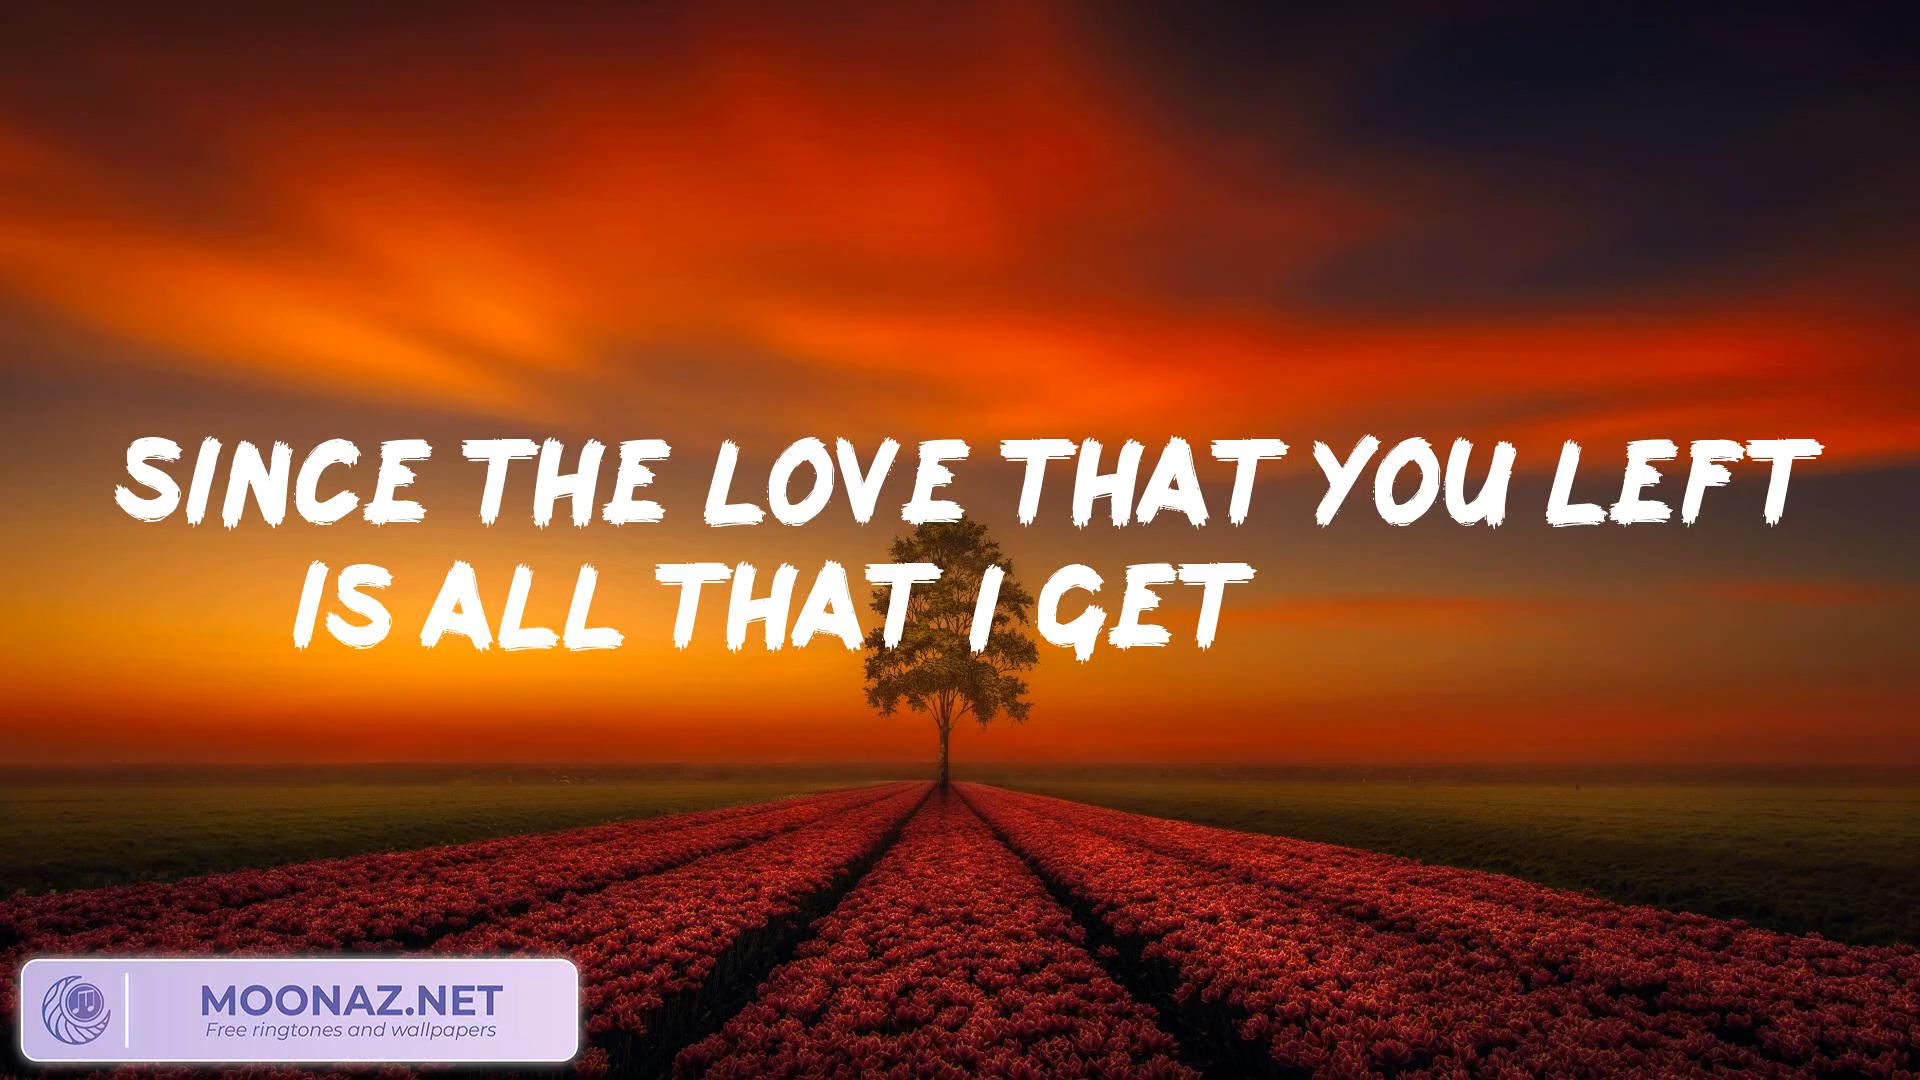 SINCE THE LOVE THAT YOU LEFT
IS ALL THAT I GET
MOONAZ.NET
Free ringtones and wallpapers